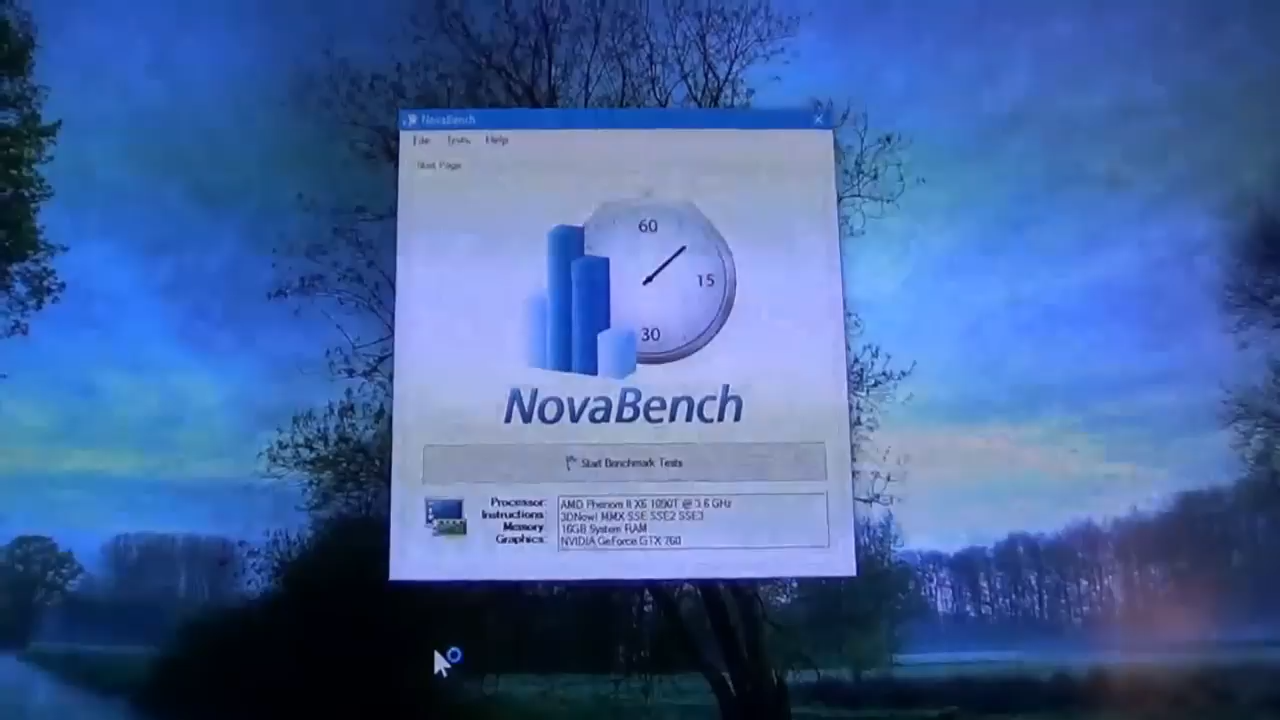 NovaBench
File Tests Help
Start Page
60
15
30
NovaBench
Start Benchmark Tests
Processor: AMD Phenom II X6 1090T @ 3.6 GHz
Instructions: 3DNow! MMX SSE SSE2 SSE3
Memory: 16GB System RAM
Graphics: NVIDIA GeForce GTX 760